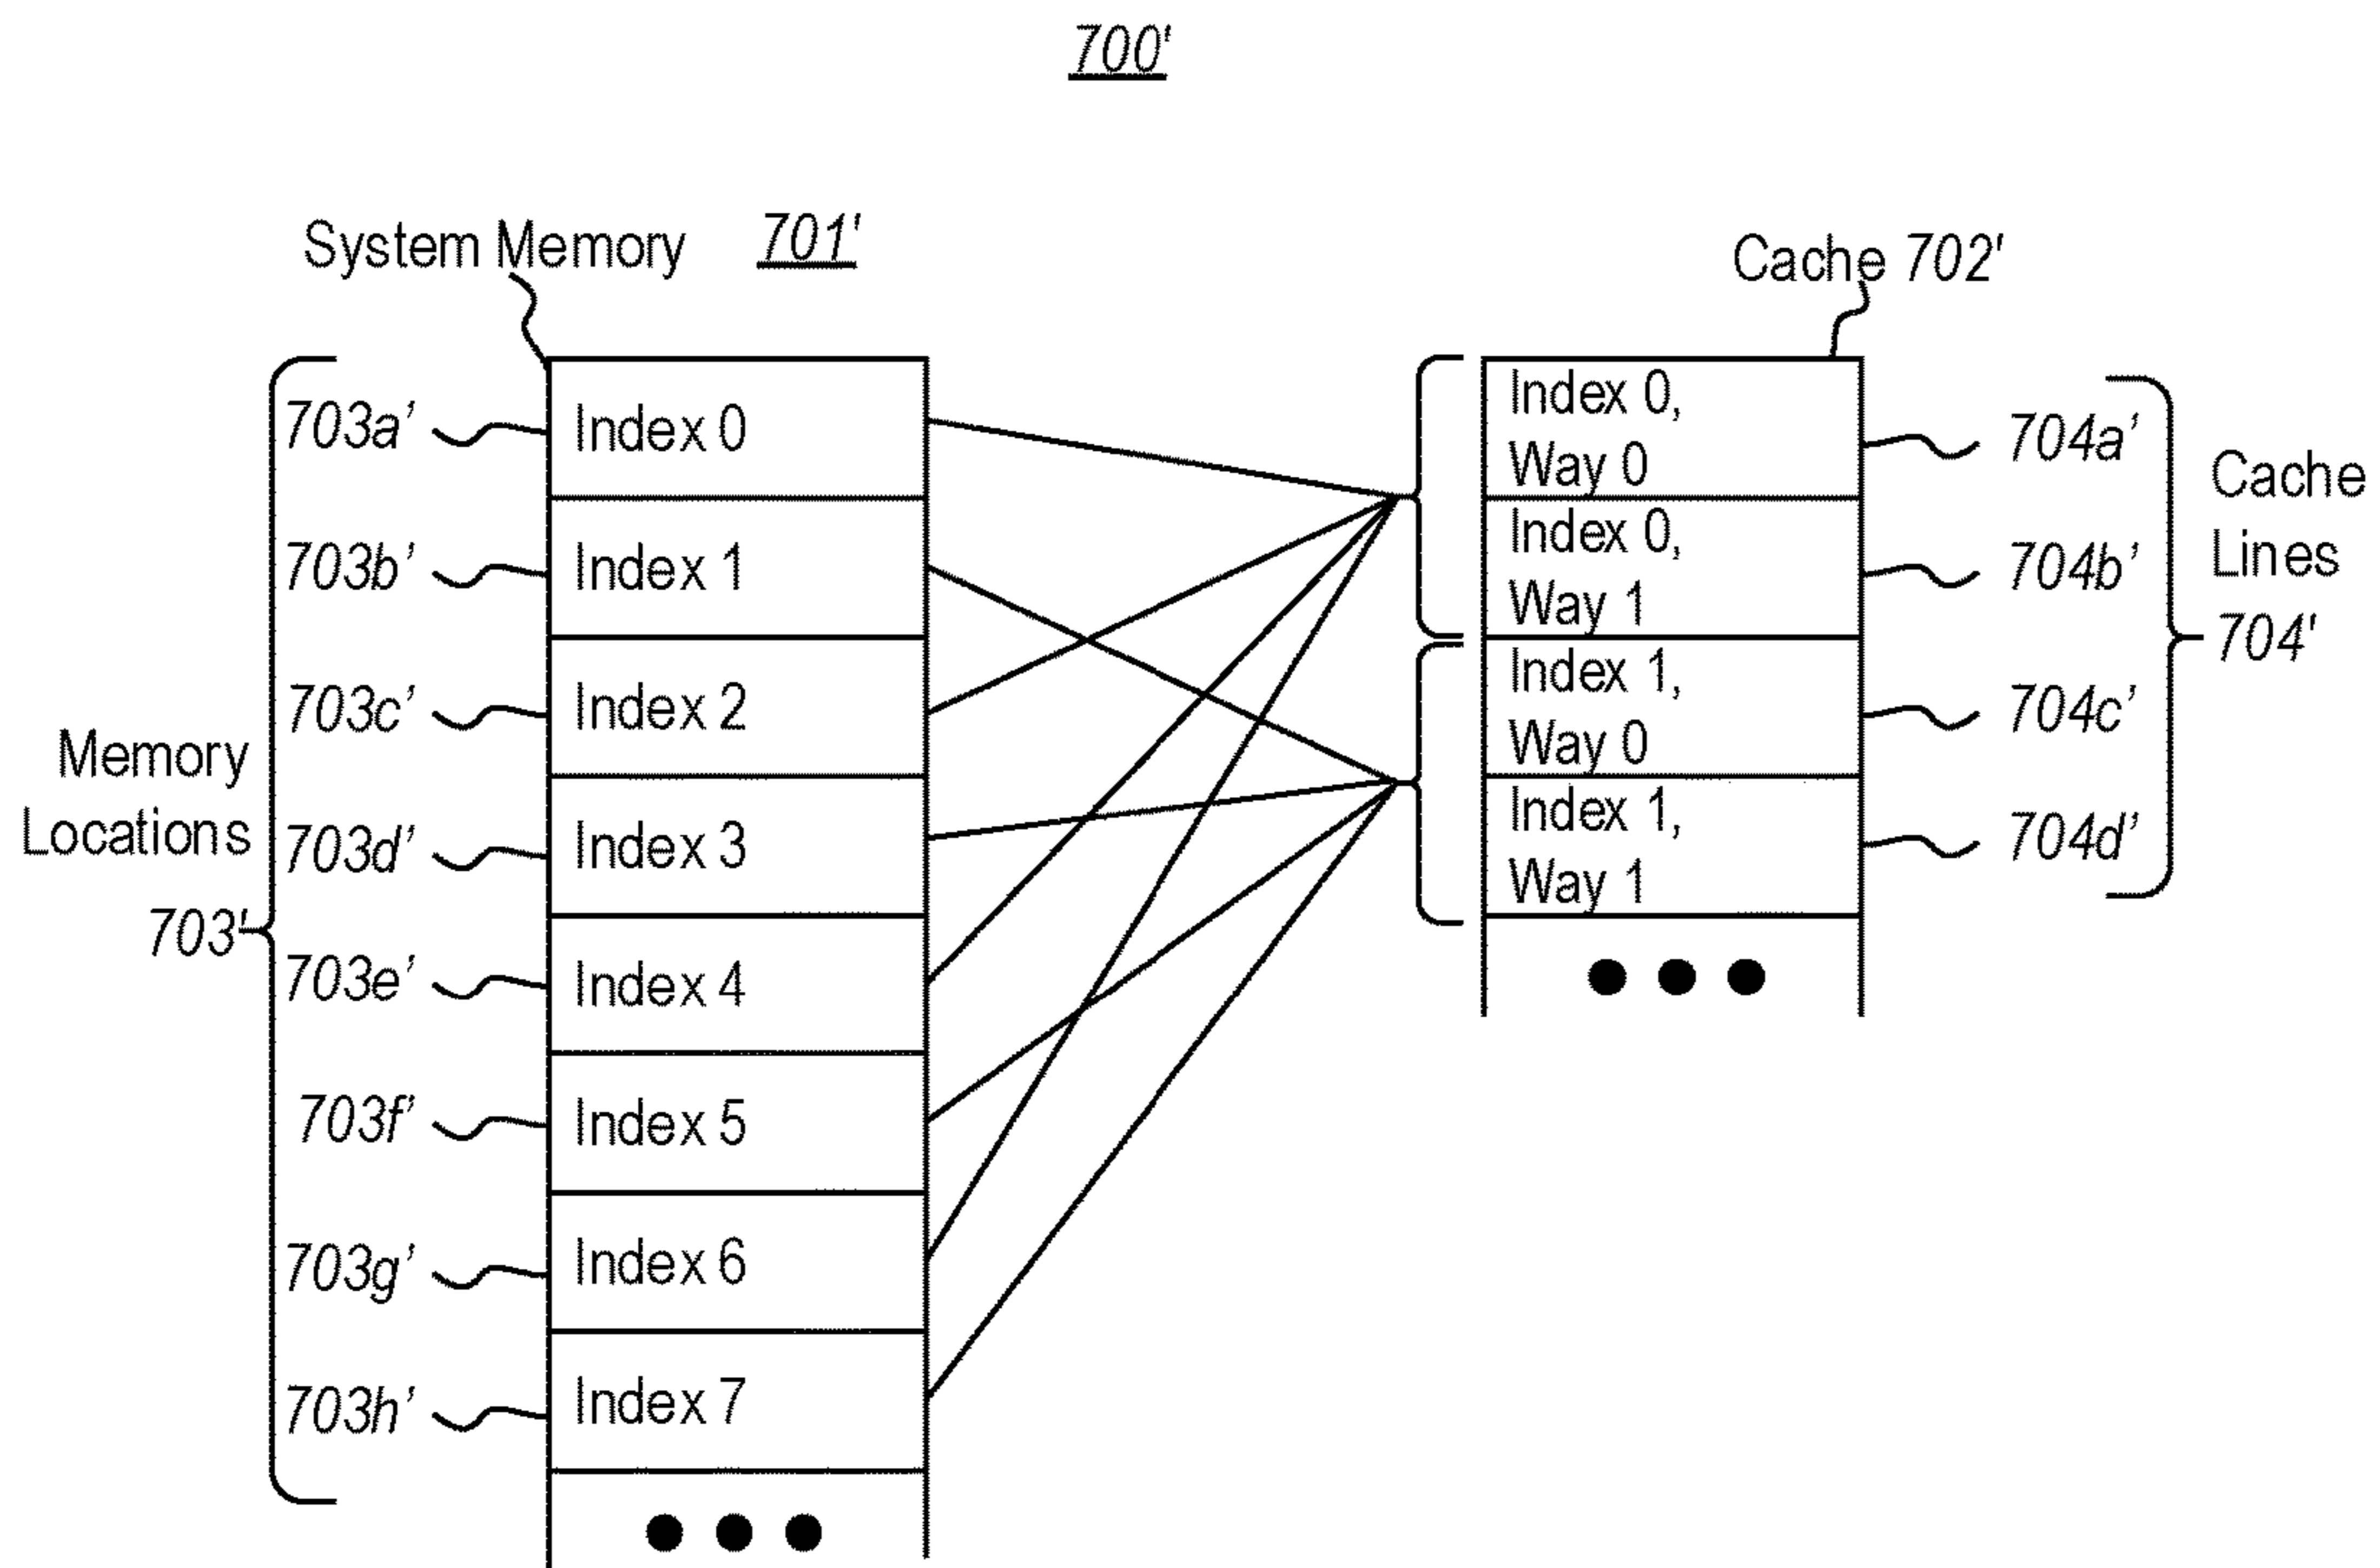 700'
System Memory 701'
Cache 702'
Memory
Locations
703'
703a'
703b'
703c'
703d'
703e'
703f'
703g'
703h'
Index 0
Index 1
Index 2
Index 3
Index 4
Index 5
Index 6
Index 7
Index 0,
Way 0
Index 0,
Way 1
Index 1,
Way 0
Index 1,
Way 1
704a'
704b'
704c'
704d'
Cache
Lines
704'